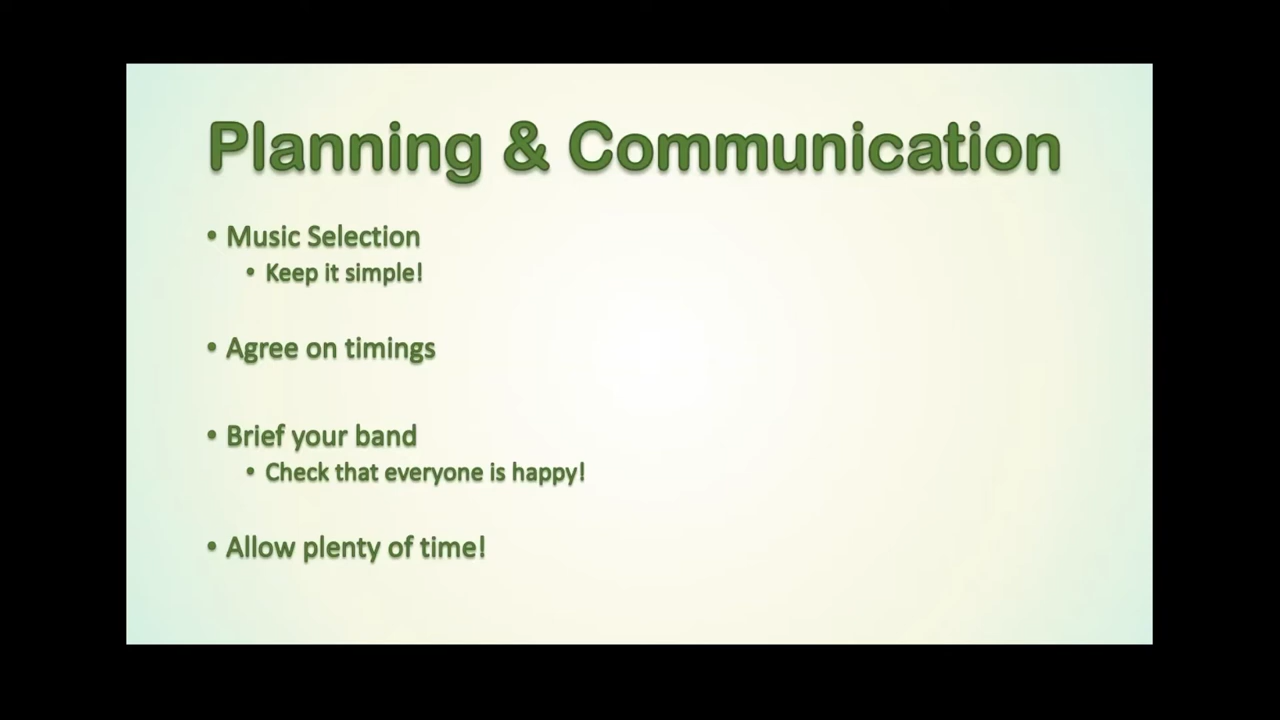 Planning & Communication
• Music Selection
• Keep it simple!
• Agree on timings
• Brief your band
• Check that everyone is happy!
• Allow plenty of time!